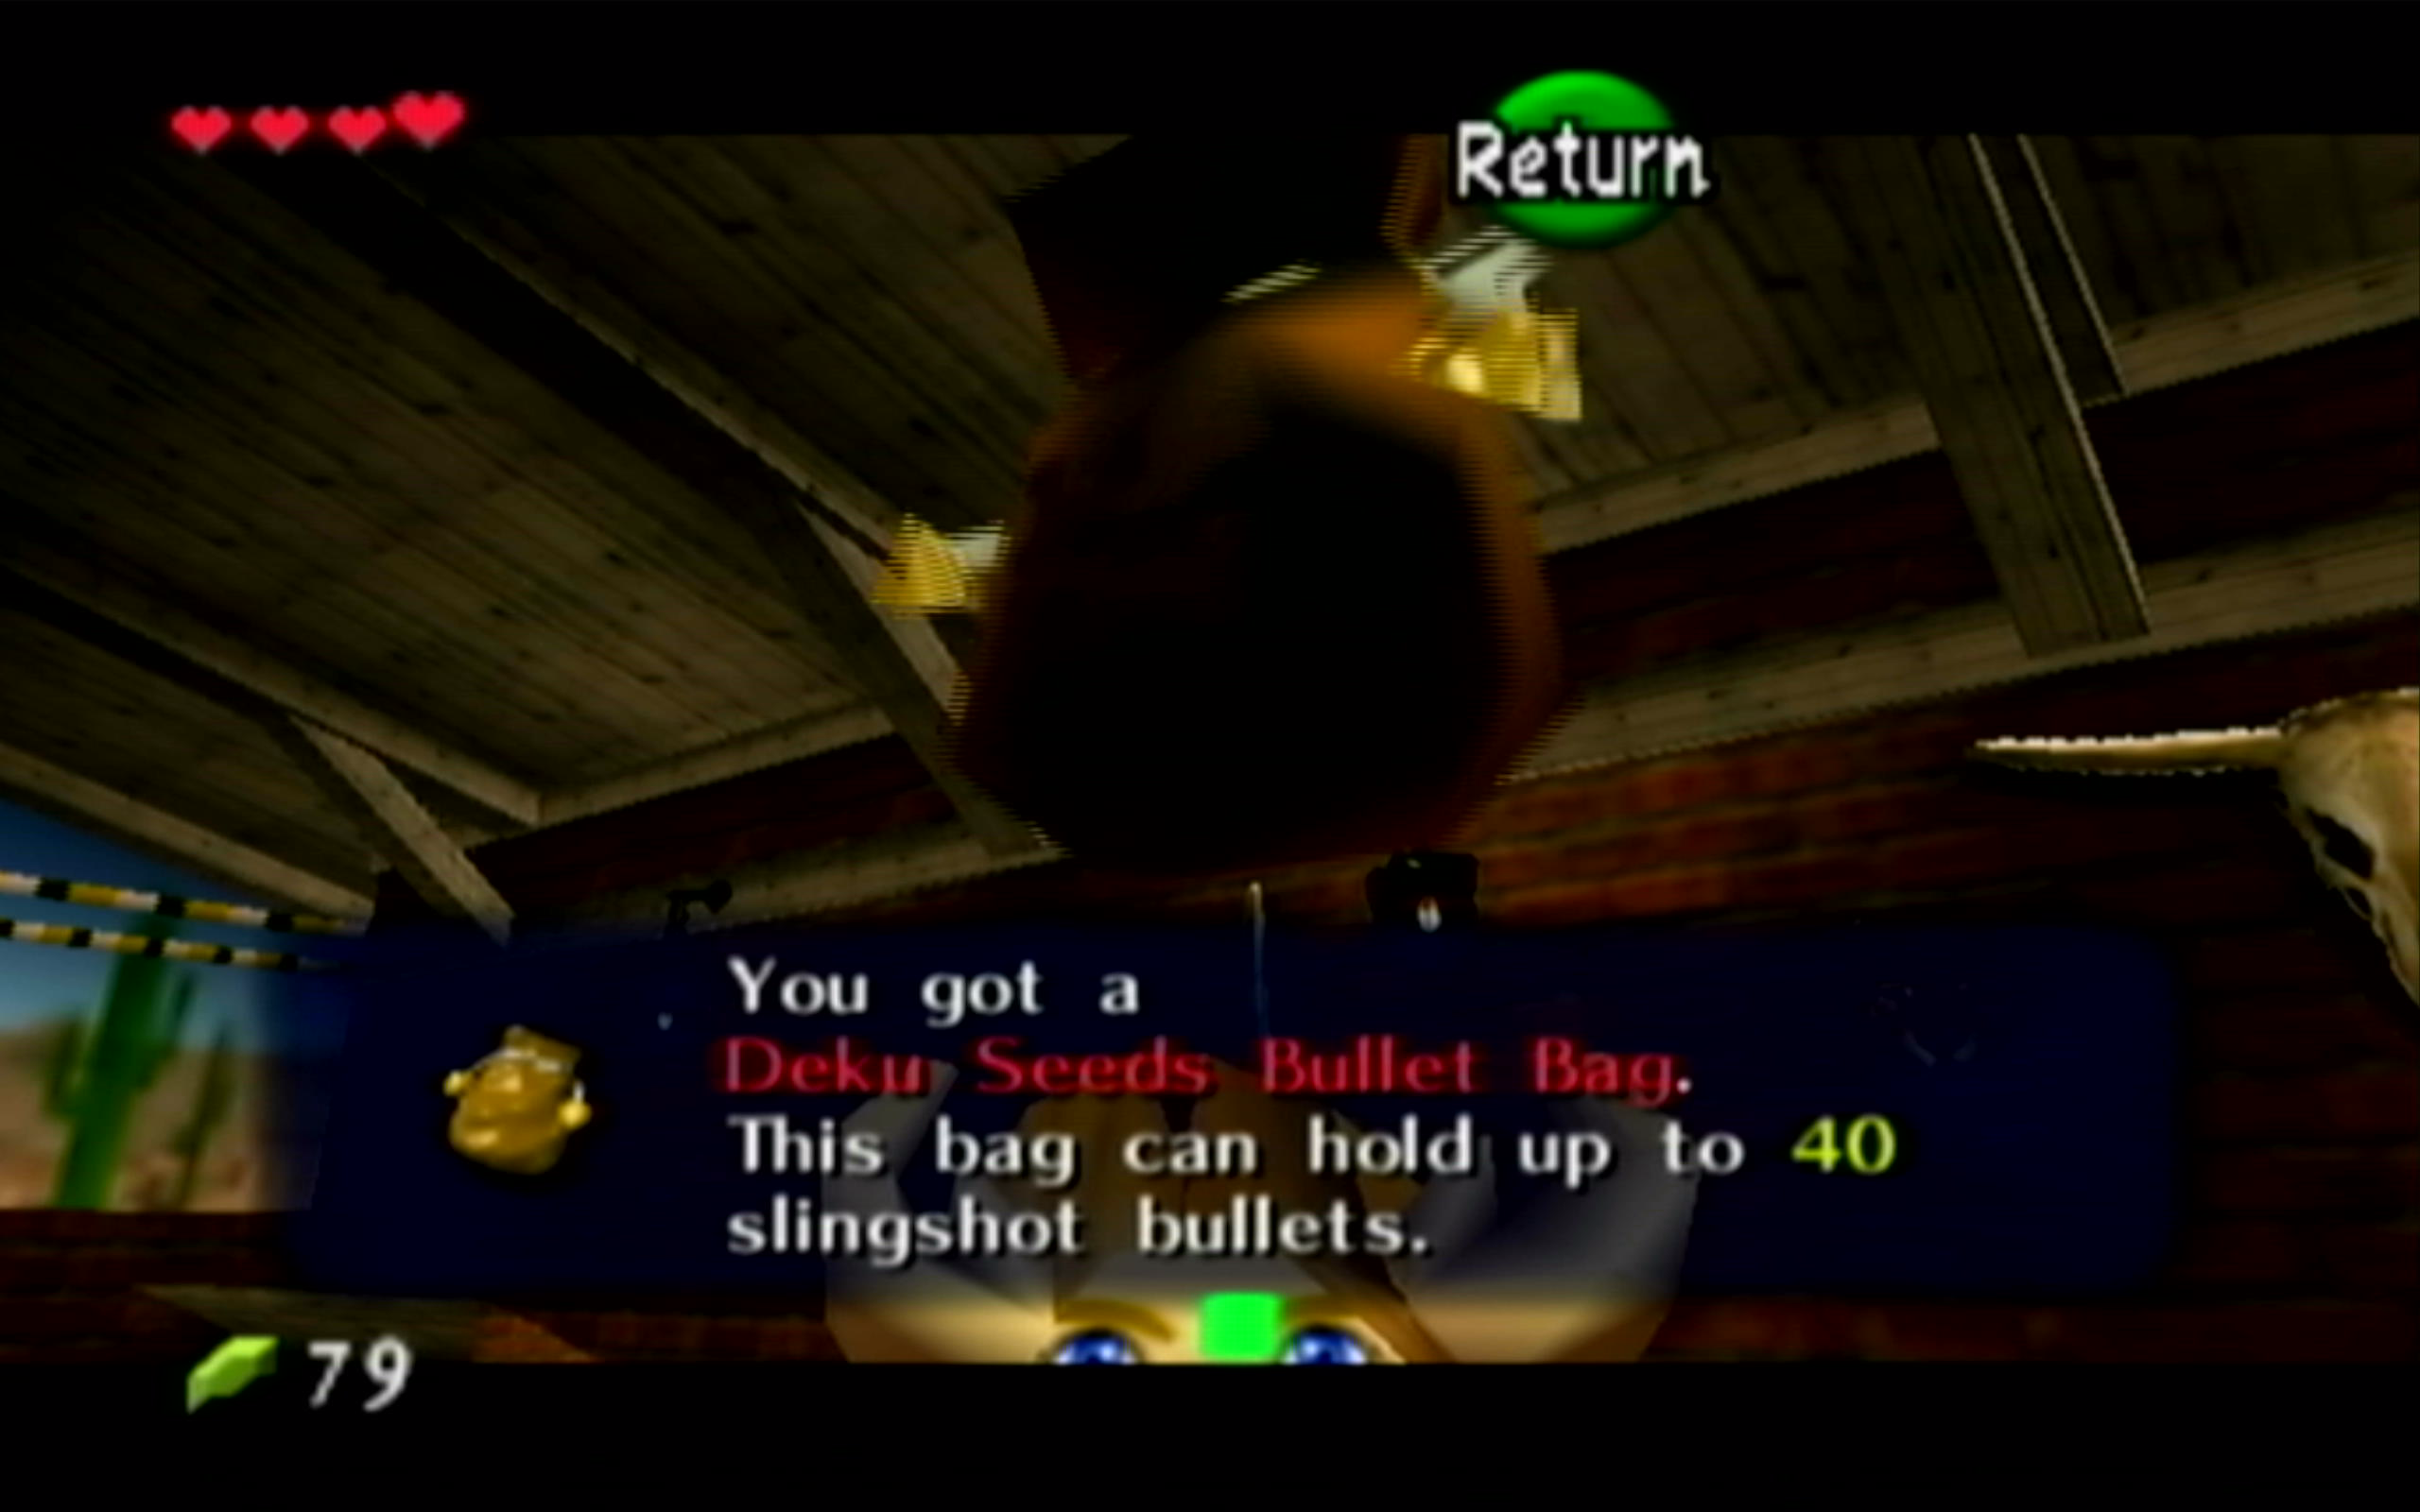 Return
You got a
Deku Seeds Bullet Bag.
This bag can hold up to 40
slingshot bullets.
79